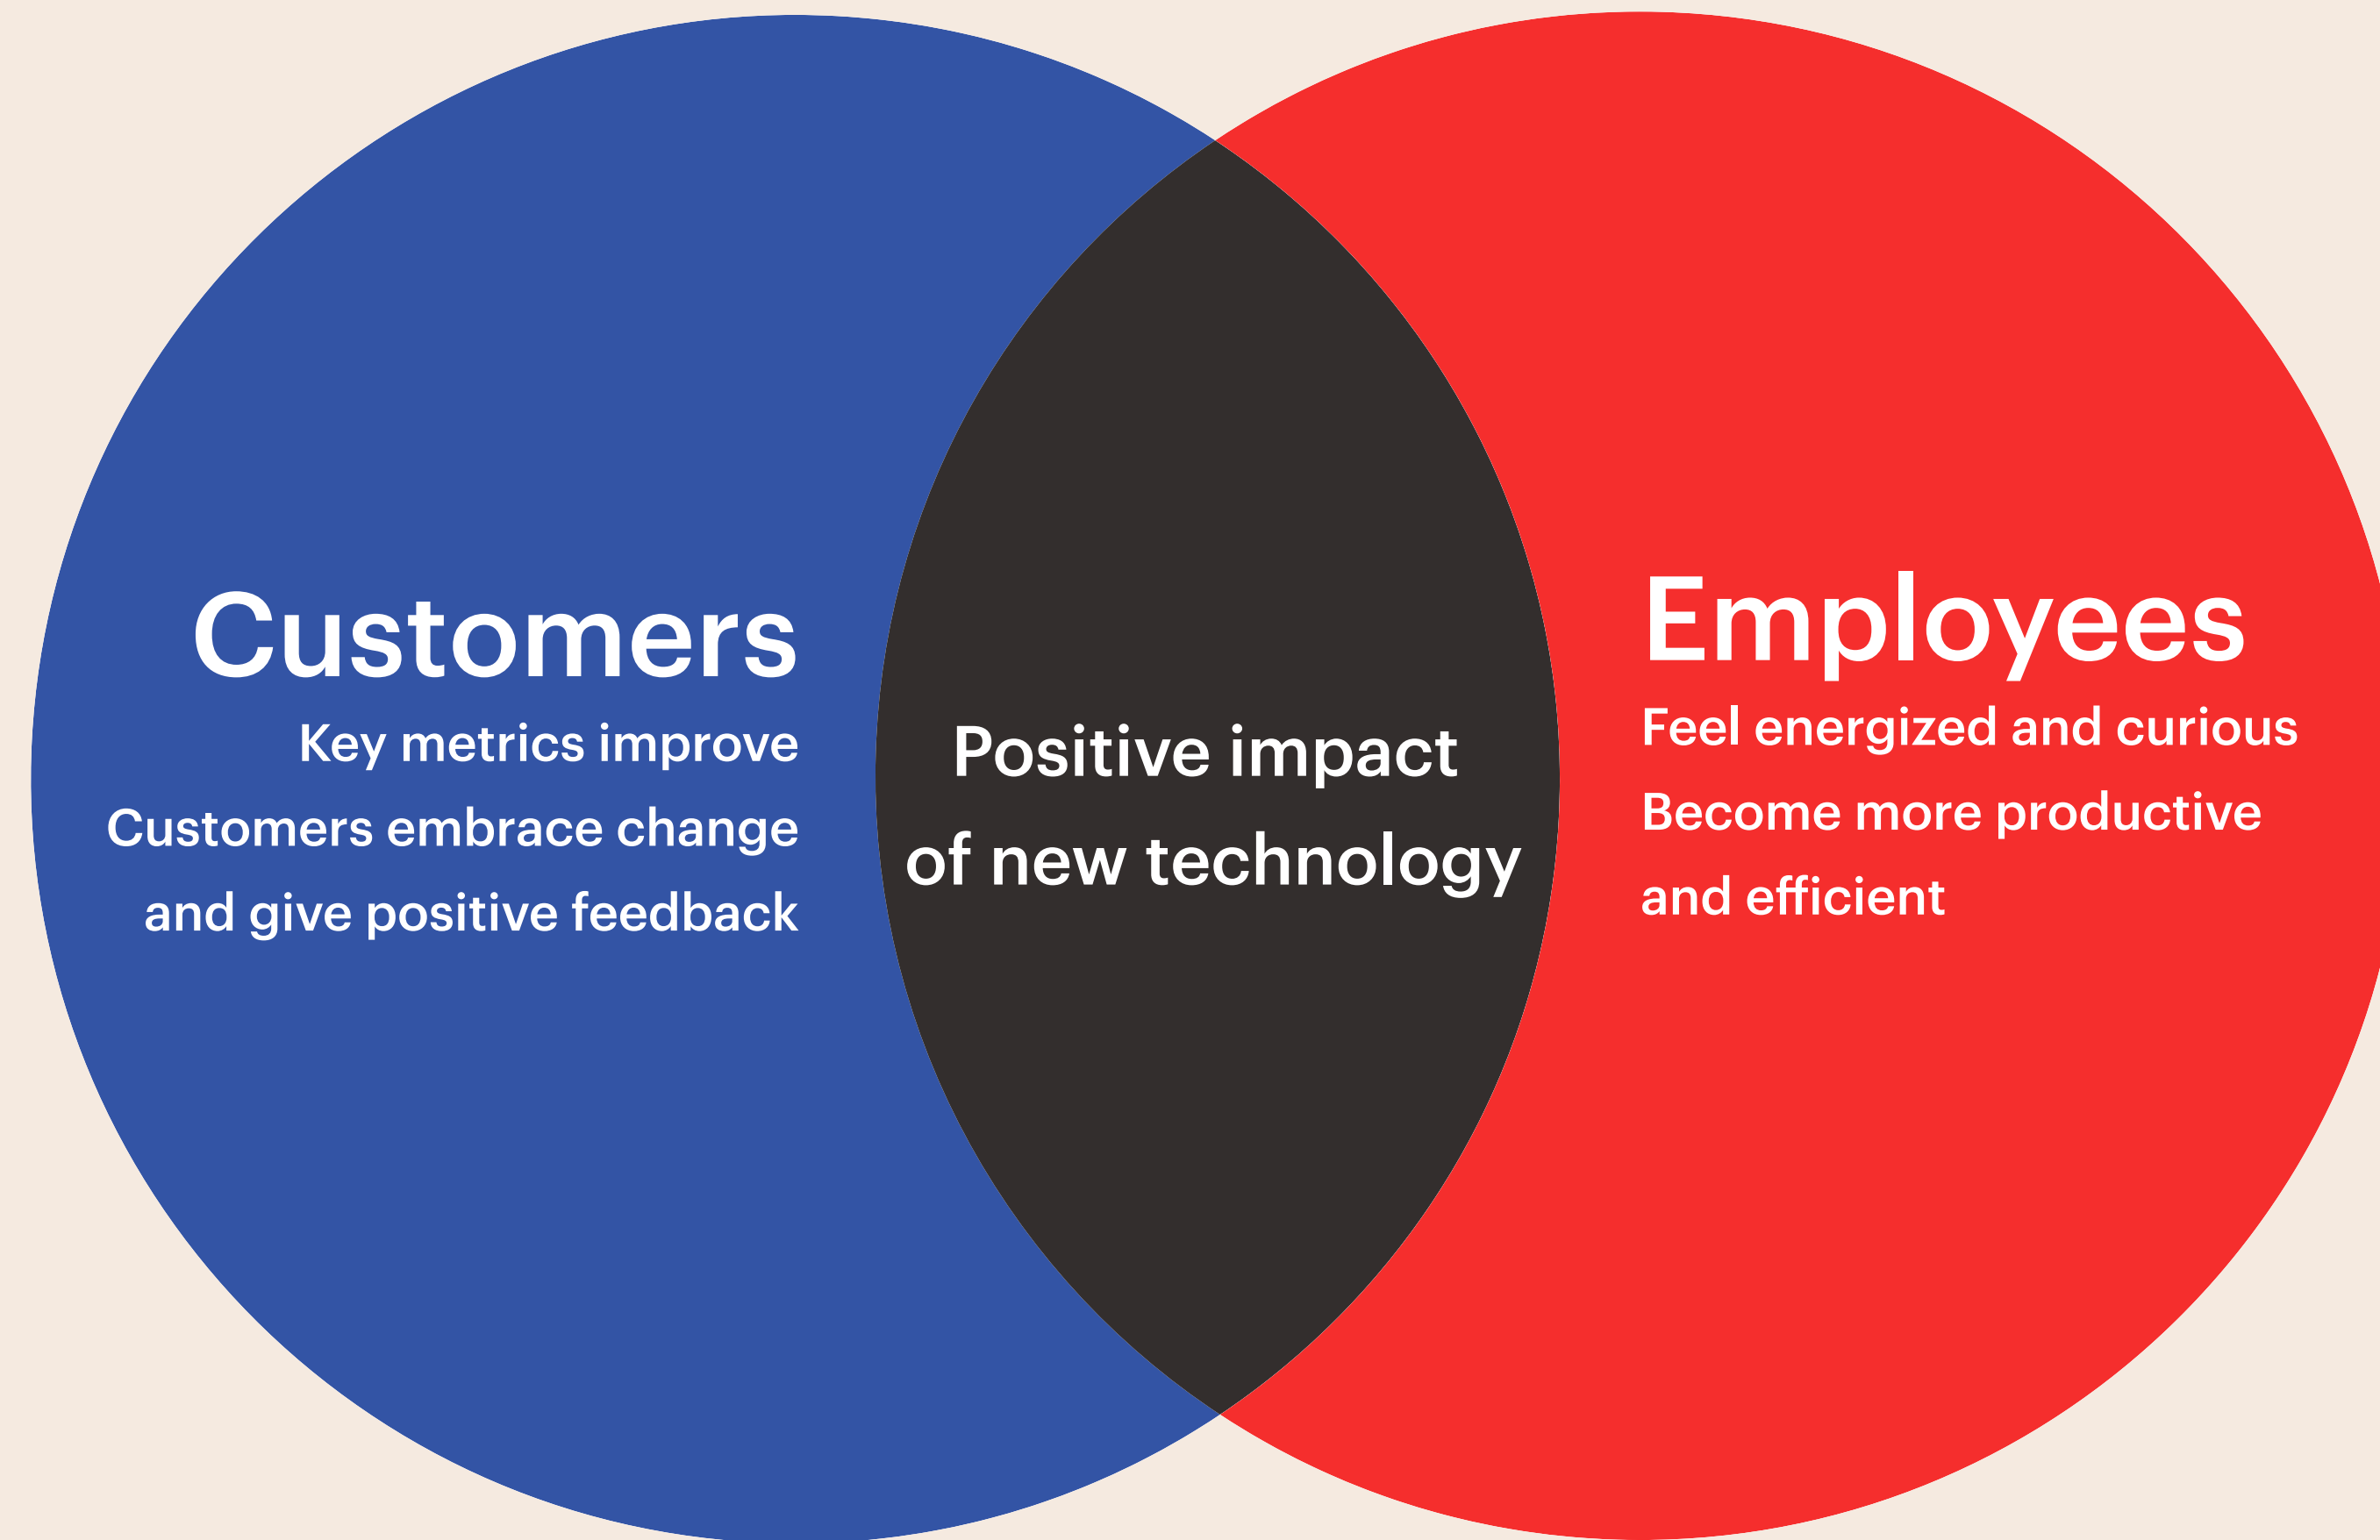 Customers
Key metrics improve
Customers embrace change
and give positive feedback
Positive impact
of new technology
Employees
Feel energized and curious
Become more productive
and efficient